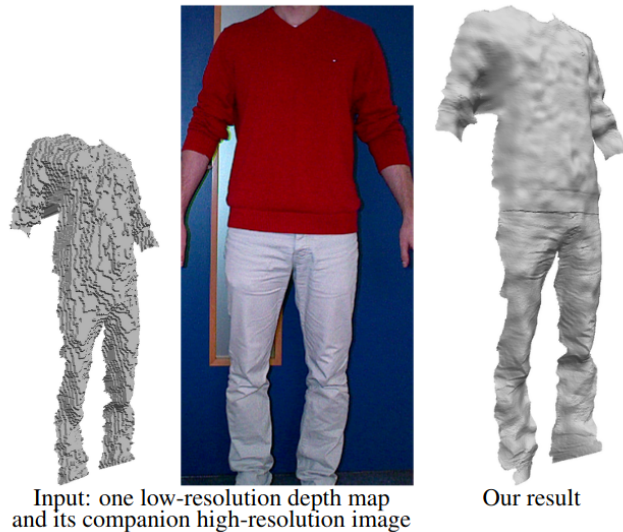 Input: one low-resolution depth map
and its companion high-resolution image
Our result